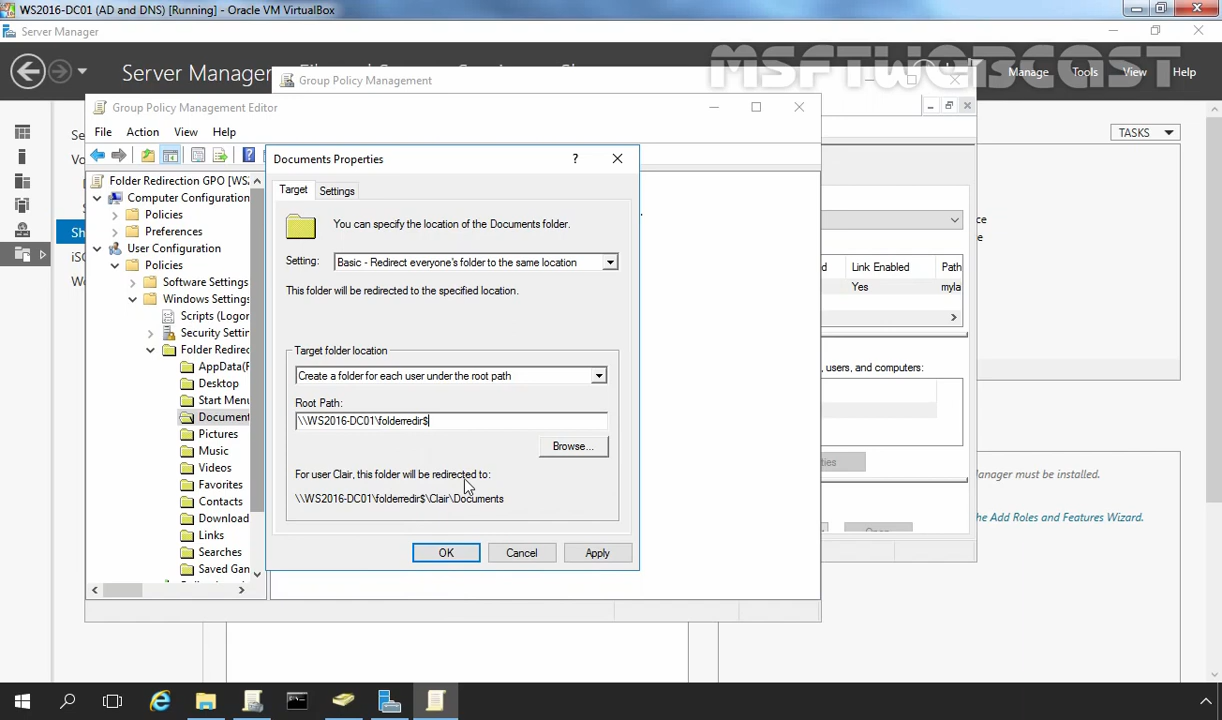 WS2016-DC01 (AD and DNS) [Running] - Oracle VM VirtualBox
Server Manager
Server Manager
MSFTWEBCAST
Manage Tools View Help
Group Policy Management
Group Policy Management Editor
File Action View Help
TASKS
Documents Properties
Target Settings
Folder Redirection GPO [WS2
Computer Configuration
Policies
Preferences
User Configuration
Policies
Software Settings
Windows Settings
Scripts (Logon
Security Settin
Folder Redirec
AppData(R
Desktop
Start Menu
Document
Pictures
Music
Videos
Favorites
Contacts
Download
Links
Searches
Saved Gam
You can specify the location of the Documents folder.
Setting:
Basic - Redirect everyone's folder to the same location
This folder will be redirected to the specified location.
Target folder location
Create a folder for each user under the root path
Root Path:
\\WS2016-DC01\folderredir$
Browse...
For user Clair, this folder will be redirected to:
\\WS2016-DC01\folderredir$\Clair\Documents
OK Cancel Apply
Link Enabled Path
Yes myla
, users, and computers:
anager must be installed.
he Add Roles and Features Wizard.